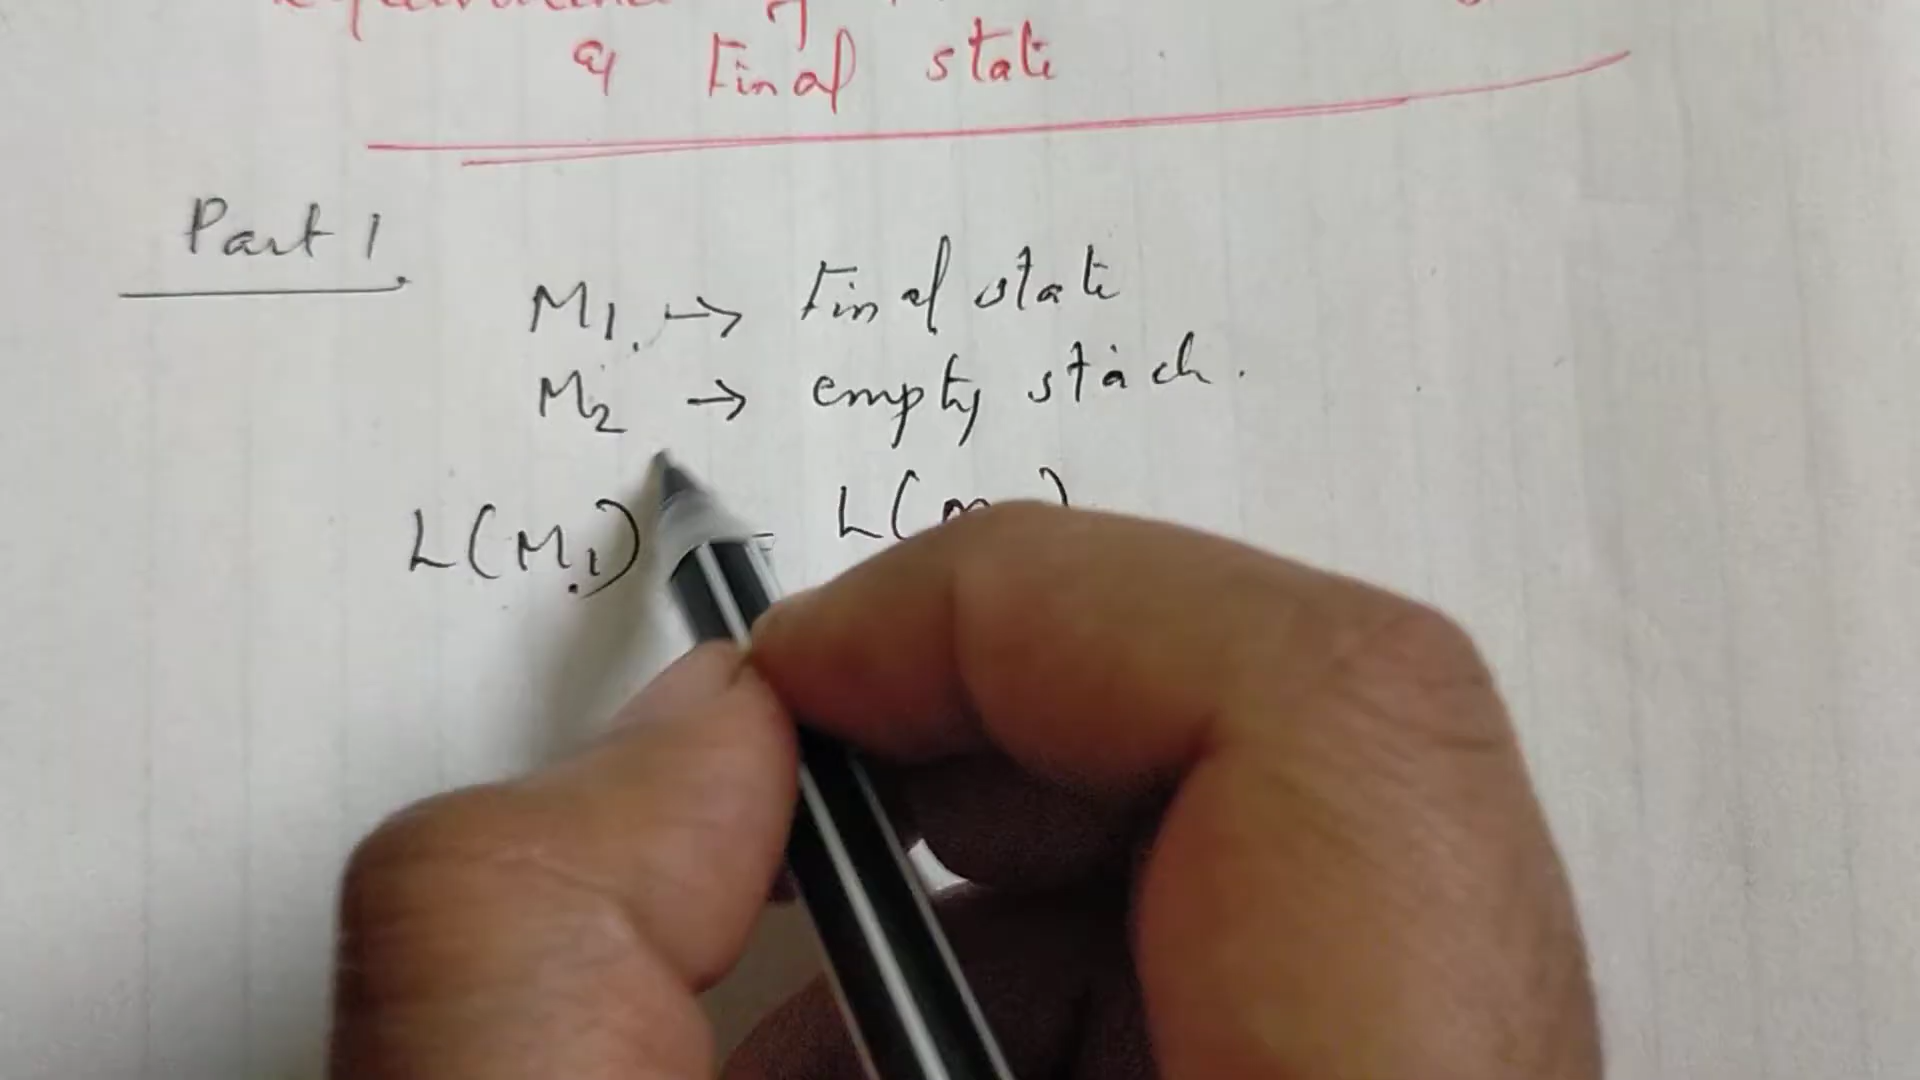 & Final state
Part 1.
M1 → Final state
M2 → empty stack.
L(M1) = L(M